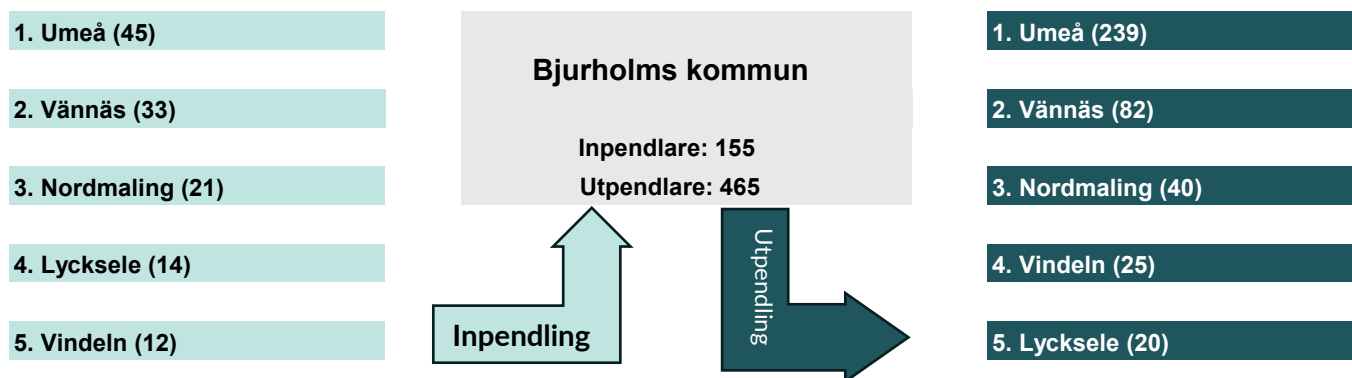 1. Umeå (45)
2. Vännäs (33)
3. Nordmaling (21)
4. Lycksele (14)
5. Vindeln (12)
Bjurholms kommun
Inpendlare: 155
Utpendlare: 465
Inpendling
Utpendling
1. Umeå (239)
2. Vännäs (82)
3. Nordmaling (40)
4. Vindeln (25)
5. Lycksele (20)